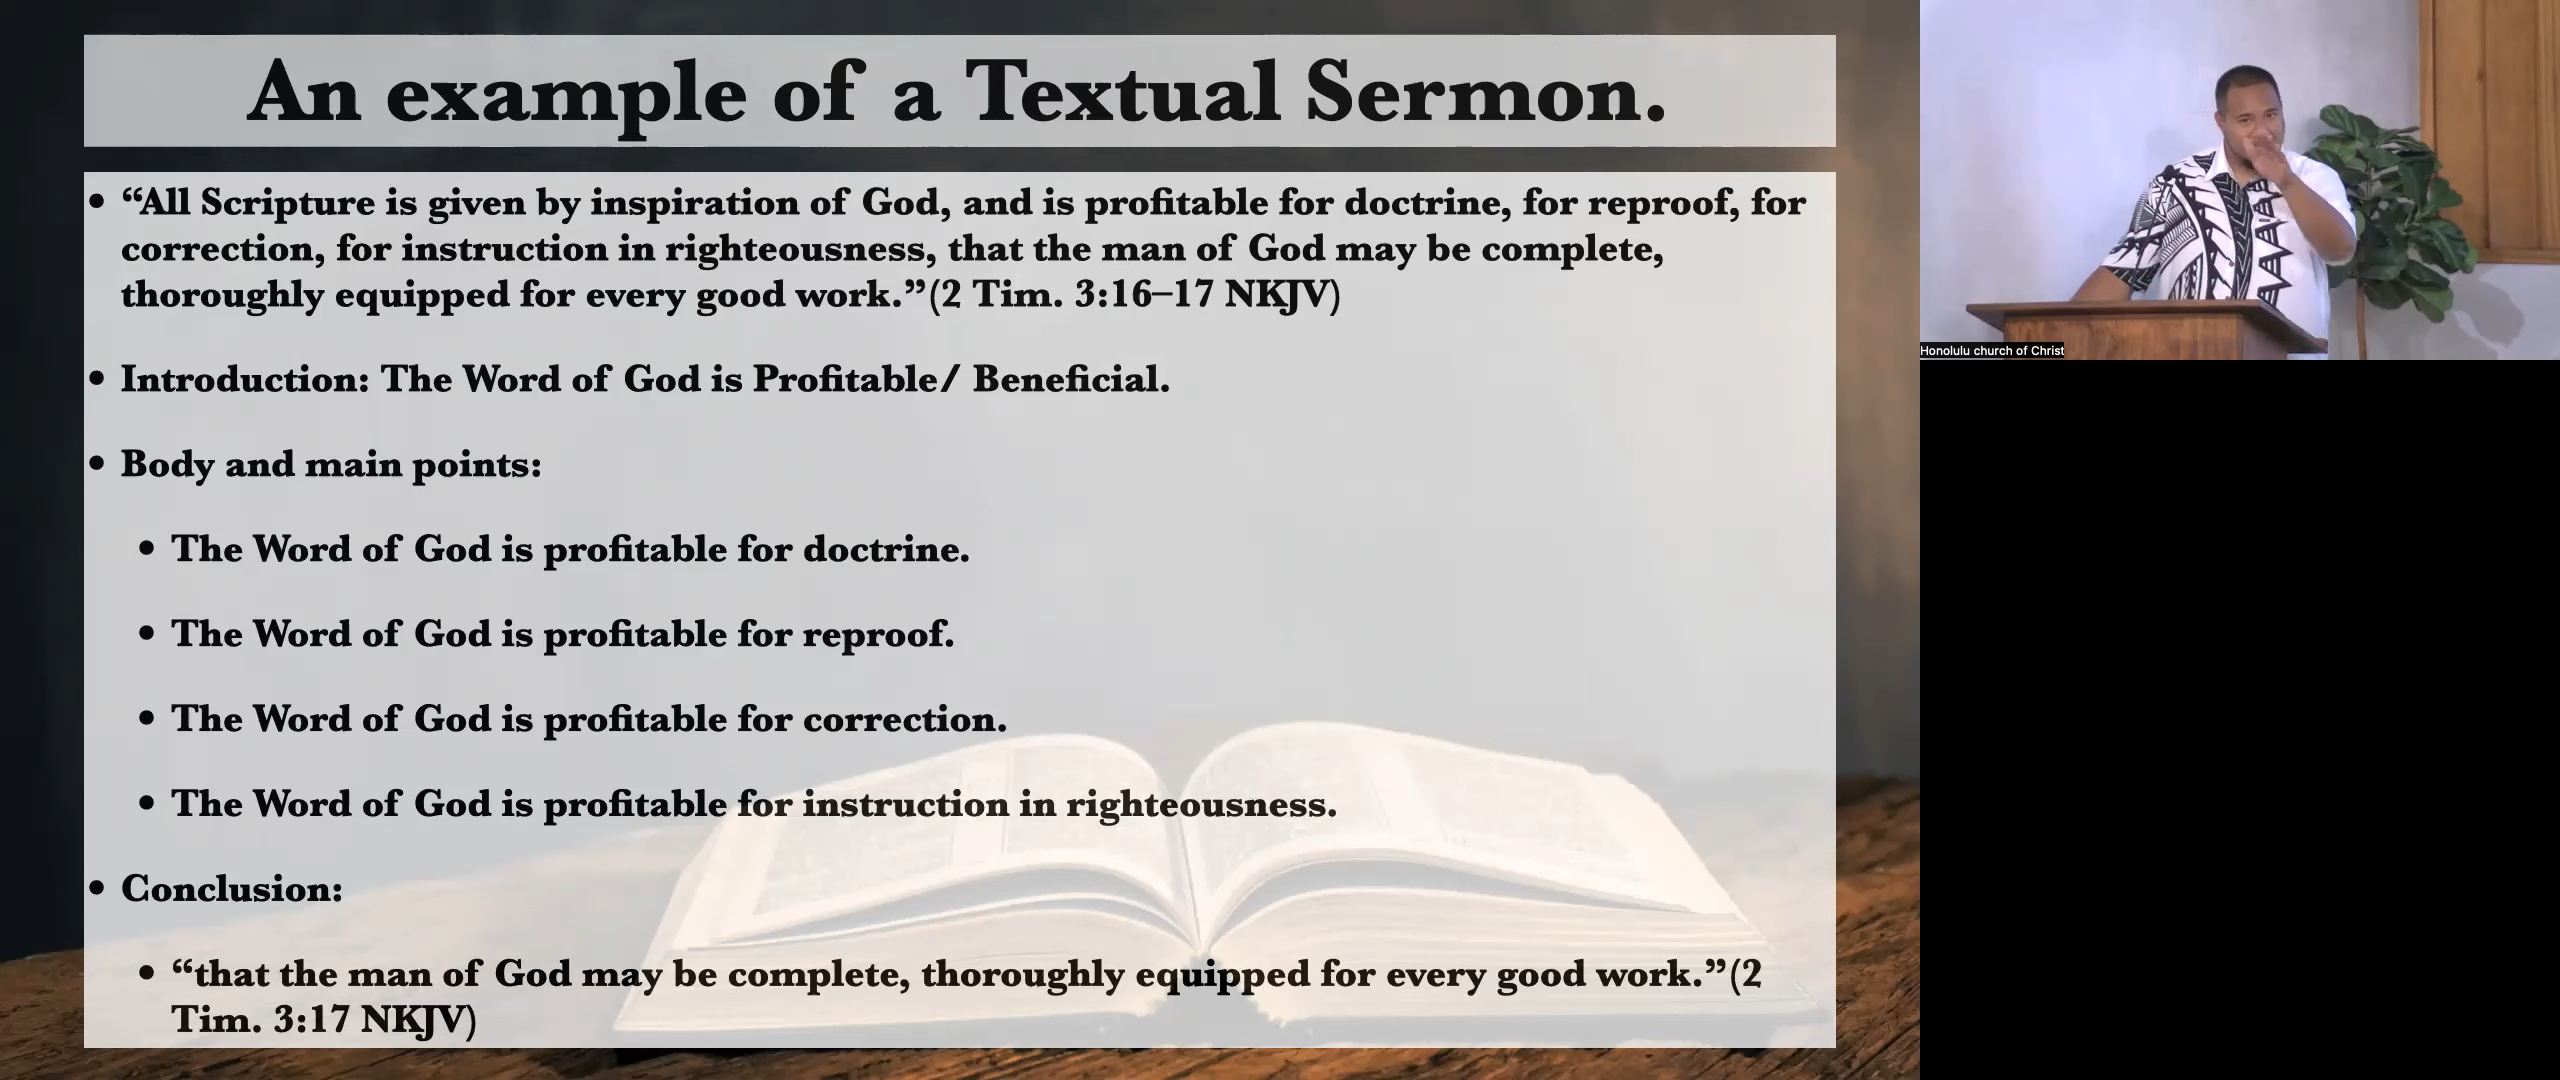 An example of a Textual Sermon.
• “All Scripture is given by inspiration of God, and is profitable for doctrine, for reproof, for
correction, for instruction in righteousness, that the man of God may be complete,
thoroughly equipped for every good work.”(2 Tim. 3:16–17 NKJV)
• Introduction: The Word of God is Profitable/ Beneficial.
• Body and main points:
• The Word of God is profitable for doctrine.
• The Word of God is profitable for reproof.
• The Word of God is profitable for correction.
• The Word of God is profitable for instruction in righteousness.
• Conclusion:
• “that the man of God may be complete, thoroughly equipped for every good work.”(2
Tim. 3:17 NKJV)
Honolulu church of Christ